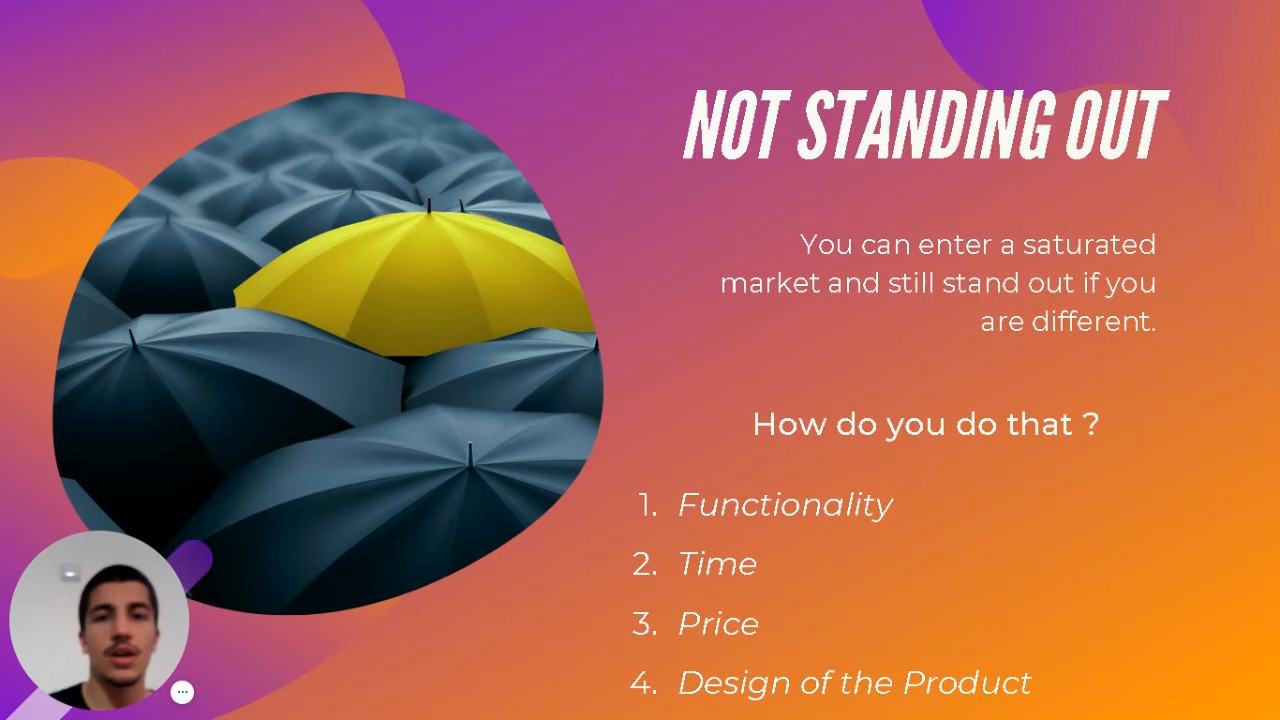 NOT STANDING OUT
You can enter a saturated
market and still stand out if you
are different.
How do you do that ?
1. Functionality
2. Time
3. Price
4. Design of the Product